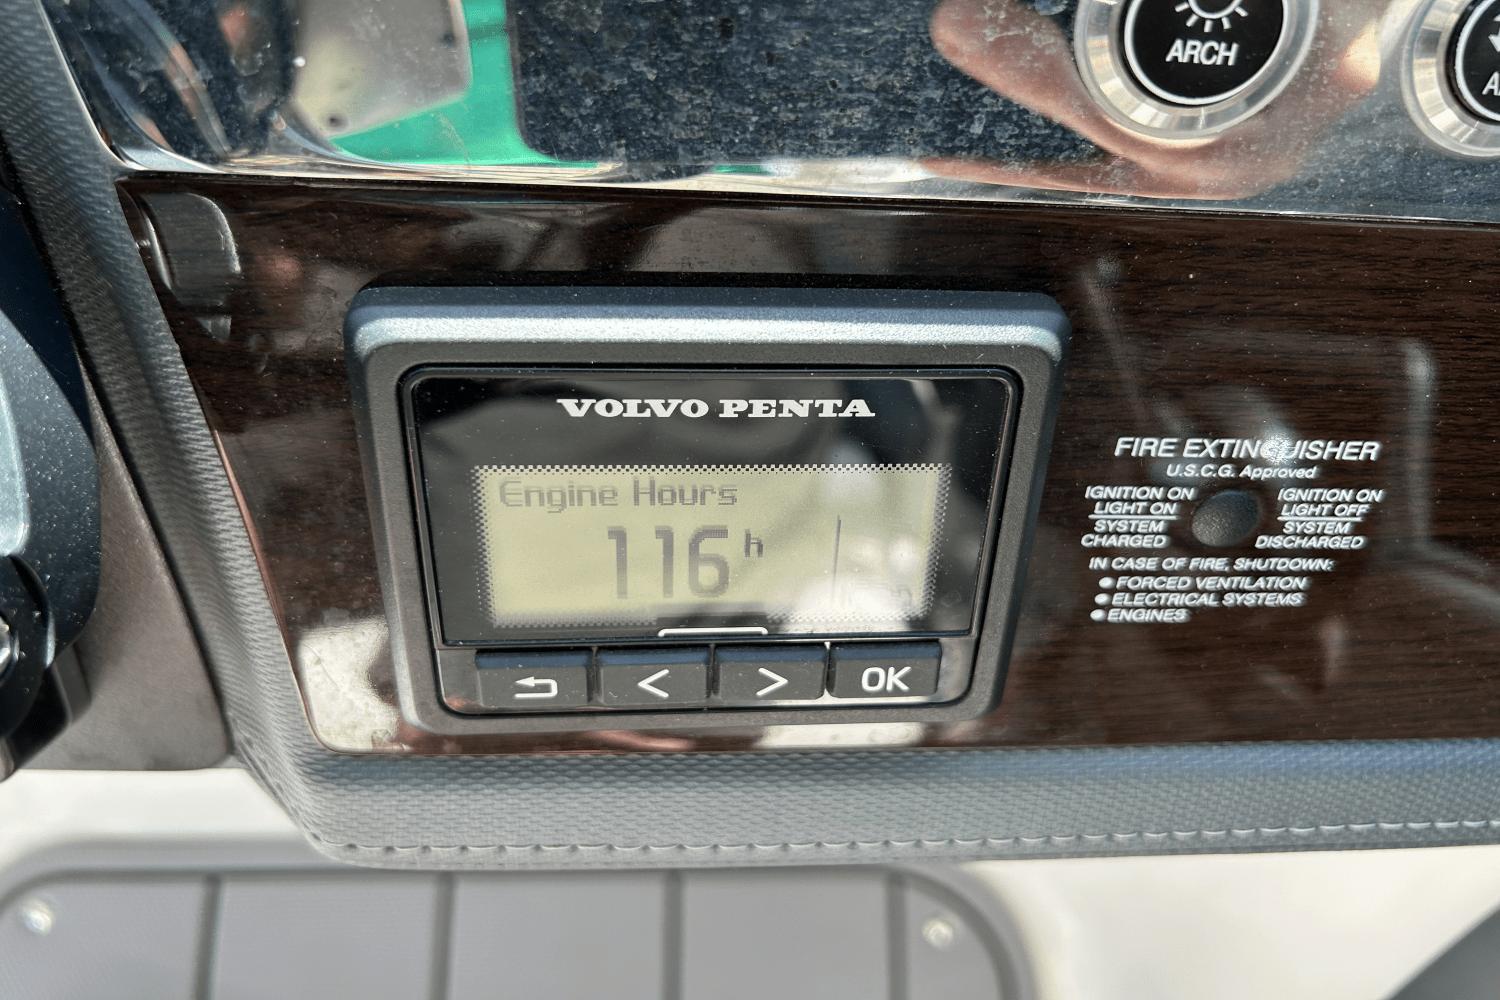 ARCH
VOLVO PENTA
Engine Hours
116 h
OK
FIRE EXTINGUISHER
U.S.C.G. Approved
IGNITION ON
LIGHT ON
SYSTEM
CHARGED
IGNITION ON
LIGHT OFF
SYSTEM
DISCHARGED
IN CASE OF FIRE, SHUTDOWN:
● FORCED VENTILATION
● ELECTRICAL SYSTEMS
● ENGINES